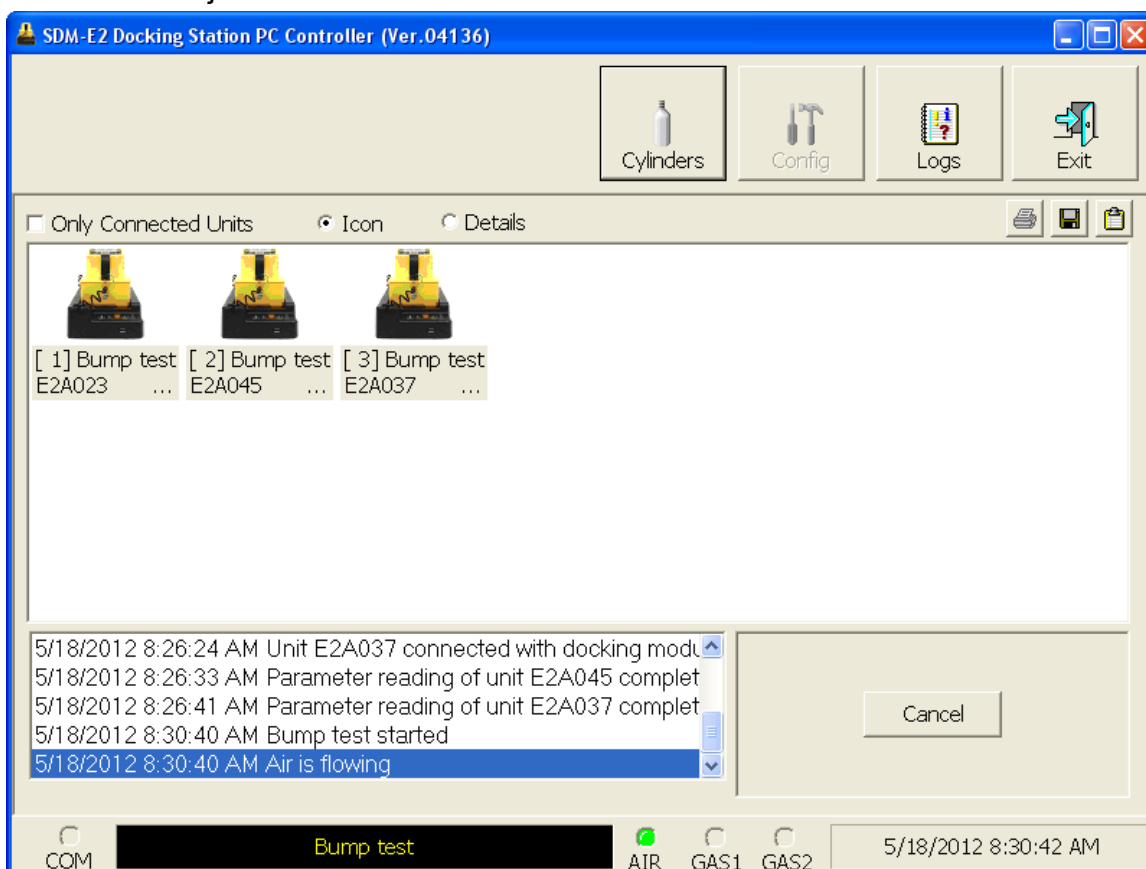 SDM-E2 Docking Station PC Controller (Ver.04136)
Cylinders
Config
Logs
Exit
Only Connected Units
Icon
Details
[ 1] Bump test
E2A023 ...
[ 2] Bump test
E2A045 ...
[ 3] Bump test
E2A037 ...
5/18/2012 8:26:24 AM Unit E2A037 connected with docking modu
5/18/2012 8:26:33 AM Parameter reading of unit E2A045 complet
5/18/2012 8:26:41 AM Parameter reading of unit E2A037 complet
5/18/2012 8:30:40 AM Bump test started
5/18/2012 8:30:40 AM Air is flowing
Cancel
COM
Bump test
AIR
GAS1
GAS2
5/18/2012 8:30:42 AM